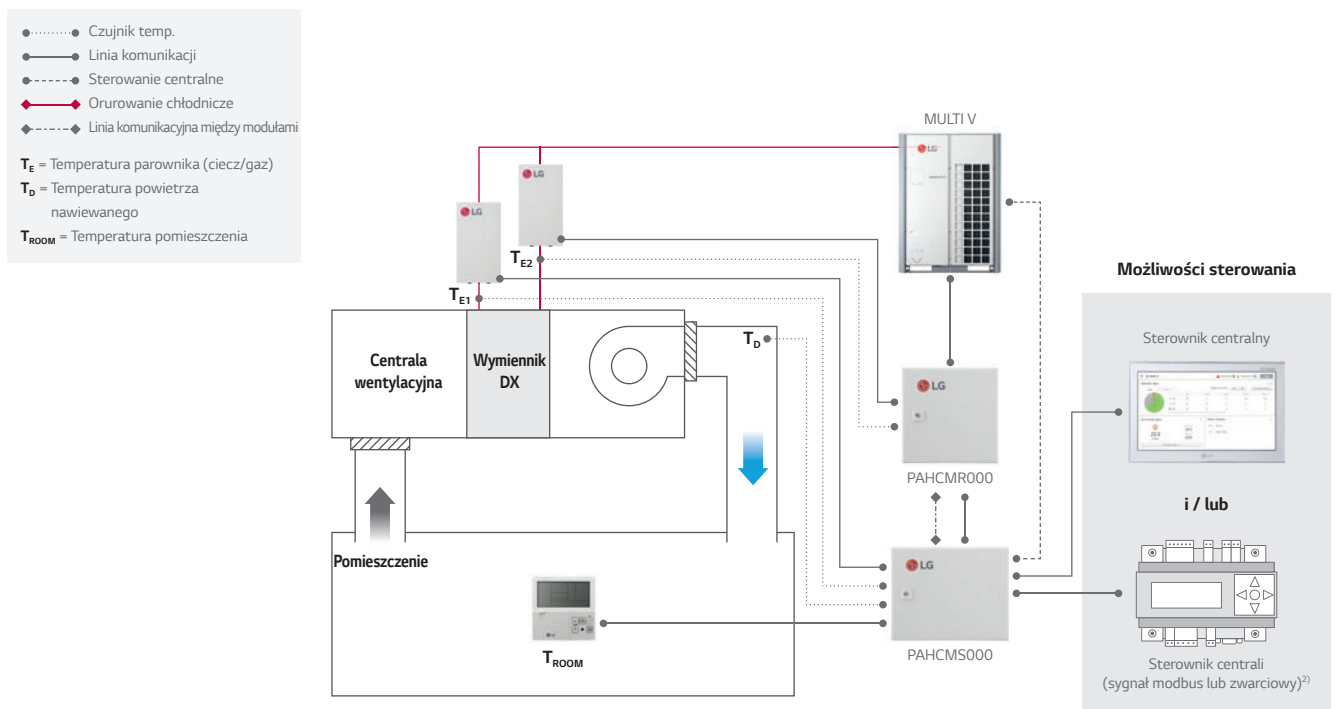 Czujnik temp.
Linia komunikacji
Sterowanie centralne
Orurowanie chłodnicze
Linia komunikacyjna między modułami
TE = Temperatura parownika (ciecz/gaz)
TD = Temperatura powietrza
nawiewanego
TROOM = Temperatura pomieszczenia
MULTI V
LG
LG
LG
TE2
TE1
Możliwości sterowania
Sterownik centralny
Centrala
wentylacyjna
Wymiennik
DX
TD
LG
PAHCMR000
i / lub
Pomieszczenie
LG
TROOM
PAHCMS000
Sterownik centrali
(sygnał modbus lub zwarciowy)2)